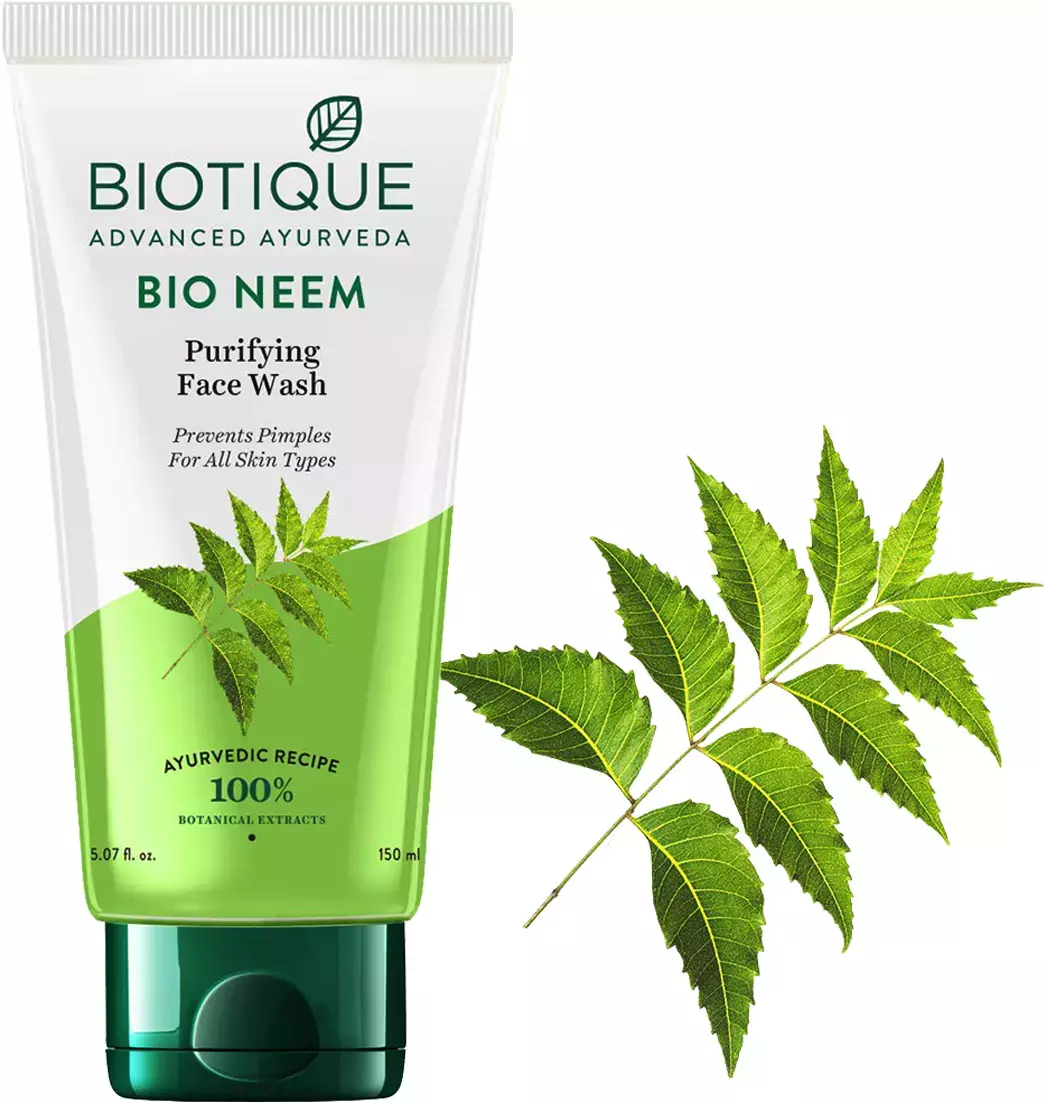 BIOTIQUE
ADVANCED AYURVEDA
BIO NEEM
Purifying
Face Wash
Prevents Pimples
For All Skin Types
AYURVEDIC RECIPE
100%
BOTANICAL EXTRACTS
5.07 fl. oz. 150 ml